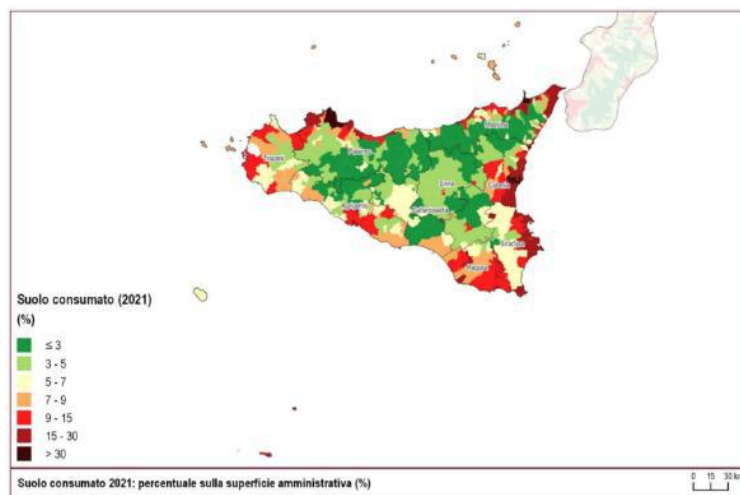 Messina
Palermo
Trapani
Enna
Catania
Agrigento
Caltanissetta
Siracusa
Ragusa
Suolo consumato (2021)
(%)
≤ 3
3 - 5
5 - 7
7 - 9
9 - 15
15 - 30
> 30
Suolo consumato 2021: percentuale sulla superficie amministrativa (%)
0 15 30 km